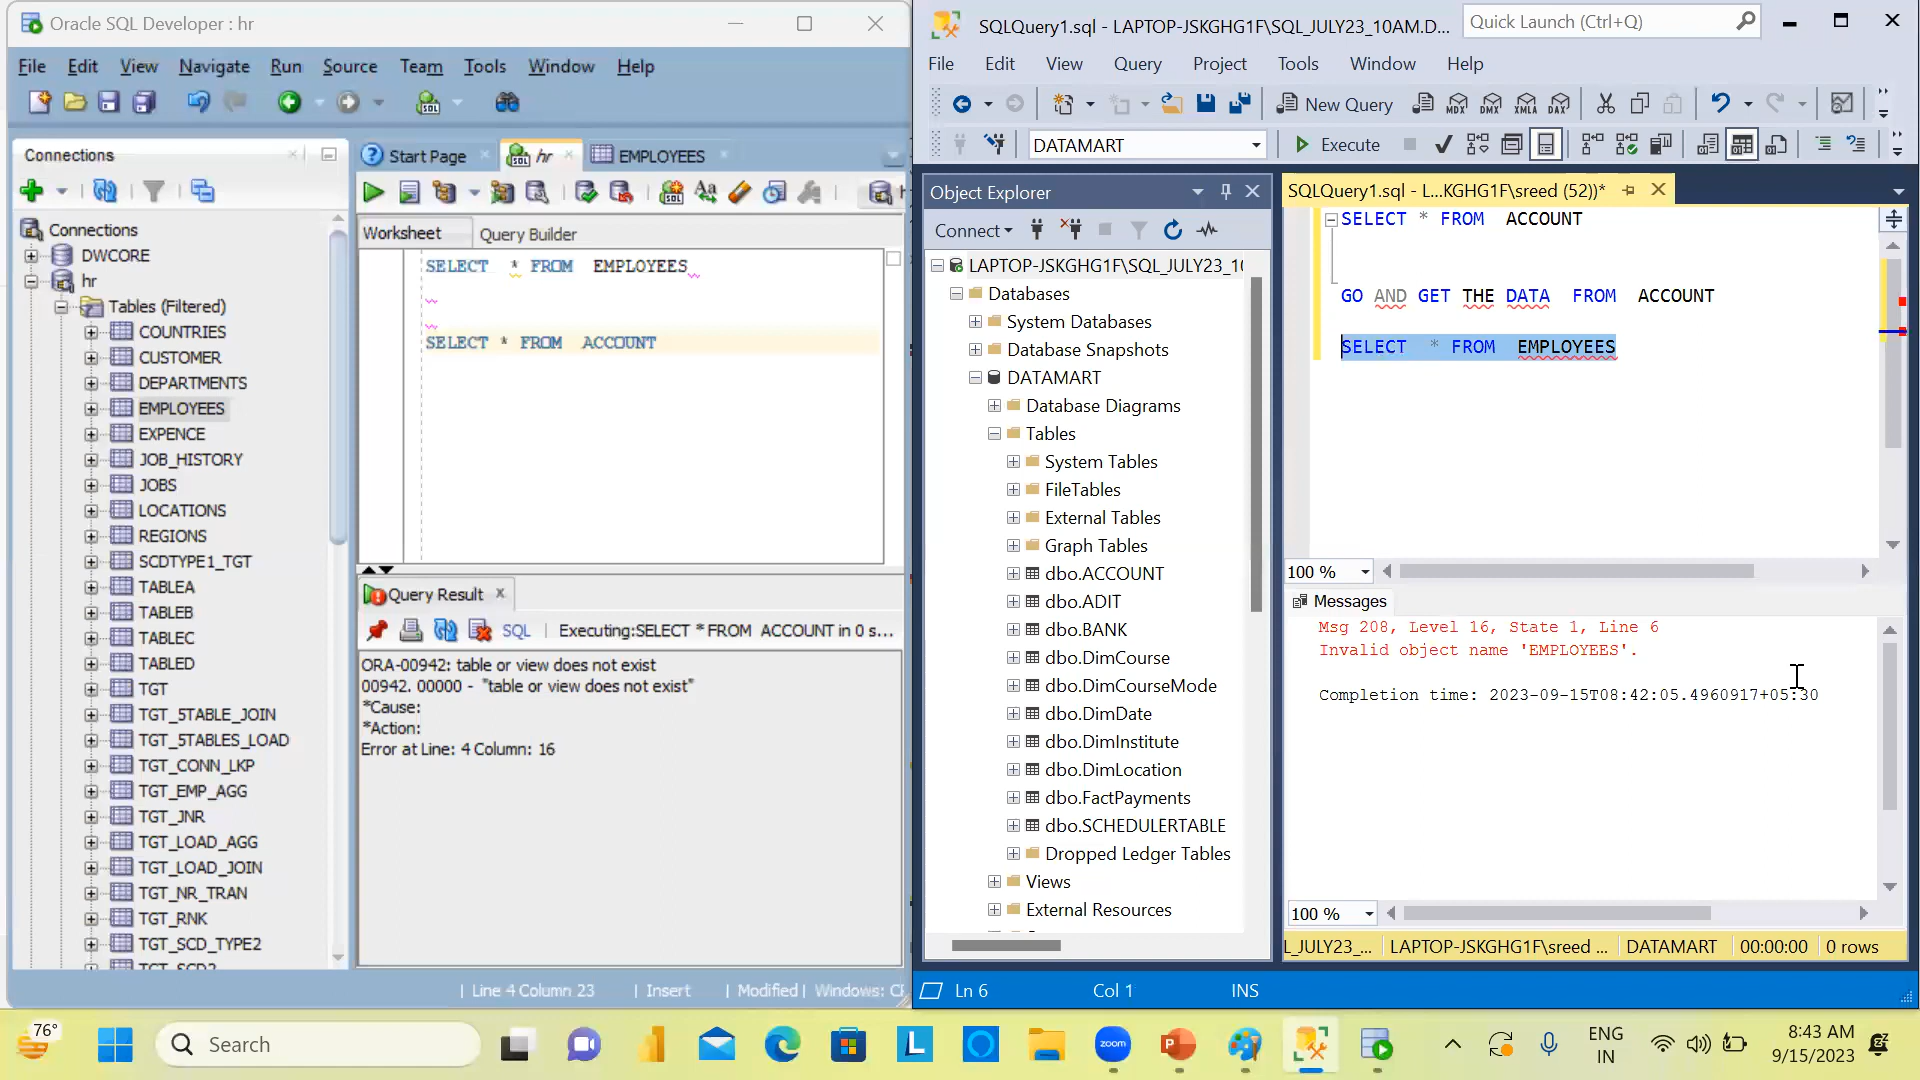 Oracle SQL Developer : hr
File Edit View Navigate Run Source Team Tools Window Help
SQL
Connections
Connections
DWCORE
hr
Tables (Filtered)
COUNTRIES
CUSTOMER
DEPARTMENTS
EMPLOYEES
EXPENCE
JOB_HISTORY
JOBS
LOCATIONS
REGIONS
SCDTYPE1_TGT
TABLEA
TABLEB
TABLEC
TABLED
TGT
TGT_5TABLE_JOIN
TGT_5TABLES_LOAD
TGT_CONN_LKP
TGT_EMP_AGG
TGT_JNR
TGT_LOAD_AGG
TGT_LOAD_JOIN
TGT_NR_TRAN
TGT_RNK
TGT_SCD_TYPE2
TGT_SCD2
Start Page hr EMPLOYEES
Worksheet Query Builder
SELECT * FROM EMPLOYEES
SELECT * FROM ACCOUNT
Query Result
SQL | Executing:SELECT * FROM ACCOUNT in 0 s...
ORA-00942: table or view does not exist
00942. 00000 - "table or view does not exist"
*Cause:
*Action:
Error at Line: 4 Column: 16
| Line 4 Column 23 | Insert | Modified | Windows:
SQLQuery1.sql - LAPTOP-JSKGHG1F\SQL_JULY23_10AM.D...
Quick Launch (Ctrl+Q)
File Edit View Query Project Tools Window Help
New Query MDX DMX XMLA DAX
DATAMART
Execute
Object Explorer
Connect
LAPTOP-JSKGHG1F\SQL_JULY23_10
Databases
System Databases
Database Snapshots
DATAMART
Database Diagrams
Tables
System Tables
FileTables
External Tables
Graph Tables
dbo.ACCOUNT
dbo.ADIT
dbo.BANK
dbo.DimCourse
dbo.DimCourseMode
dbo.DimDate
dbo.DimInstitute
dbo.DimLocation
dbo.FactPayments
dbo.SCHEDULERTABLE
Dropped Ledger Tables
Views
External Resources
SQLQuery1.sql - L...KGHG1F\sreed (52))*
SELECT * FROM ACCOUNT
GO AND GET THE DATA FROM ACCOUNT
SELECT * FROM EMPLOYEES
100 %
Messages
Msg 208, Level 16, State 1, Line 6
Invalid object name 'EMPLOYEES'.
Completion time: 2023-09-15T08:42:05.4960917+05:30
100 %
L_JULY23_... LAPTOP-JSKGHG1F\sreed ... DATAMART 00:00:00 0 rows
Ln 6 Col 1 INS
76°
Search
L
zoom
P
ENG
IN
8:43 AM
9/15/2023